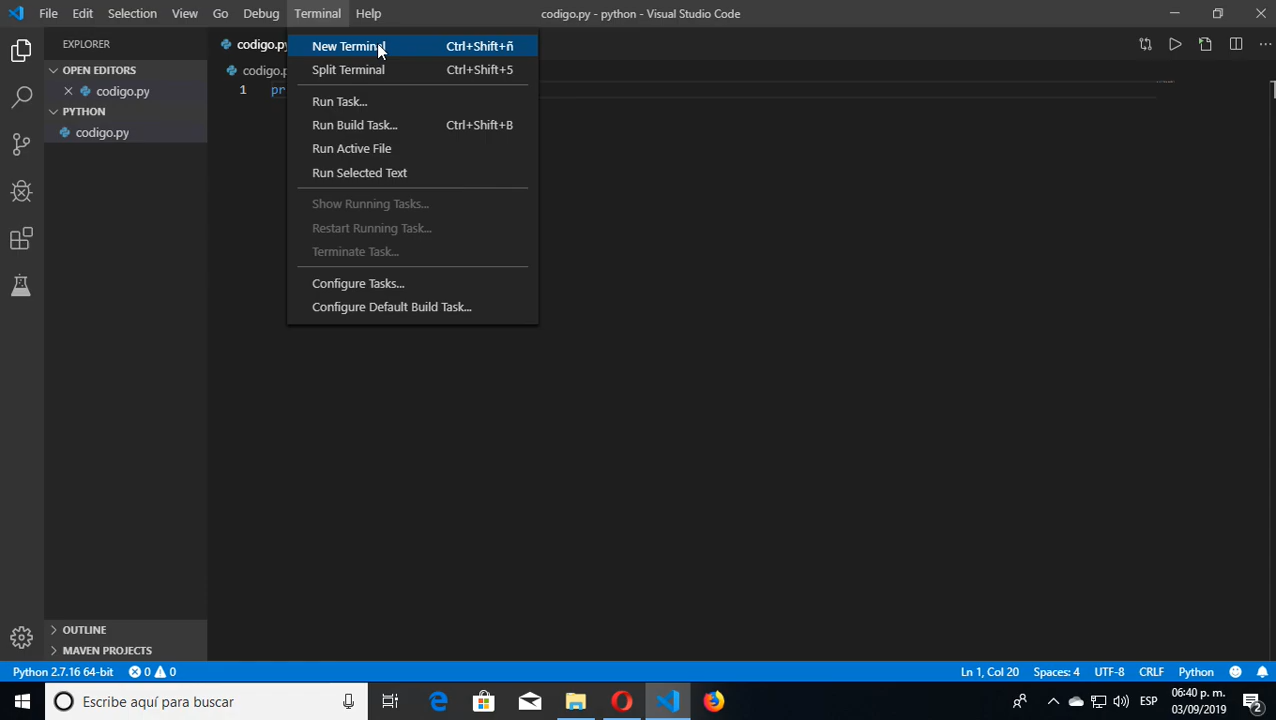 File Edit Selection View Go Debug Terminal Help
codigo.py - python - Visual Studio Code
EXPLORER
OPEN EDITORS
codigo.py
PYTHON
codigo.py
OUTLINE
MAVEN PROJECTS
codigo.py
1
New Terminal Ctrl+Shift+ñ
Split Terminal Ctrl+Shift+5
Run Task...
Run Build Task... Ctrl+Shift+B
Run Active File
Run Selected Text
Show Running Tasks...
Restart Running Task...
Terminate Task...
Configure Tasks...
Configure Default Build Task...
Python 2.7.16 64-bit 0 0 Ln 1, Col 20 Spaces: 4 UTF-8 CRLF Python
Escribe aquí para buscar
ESP
06:40 p. m.
03/09/2019
2